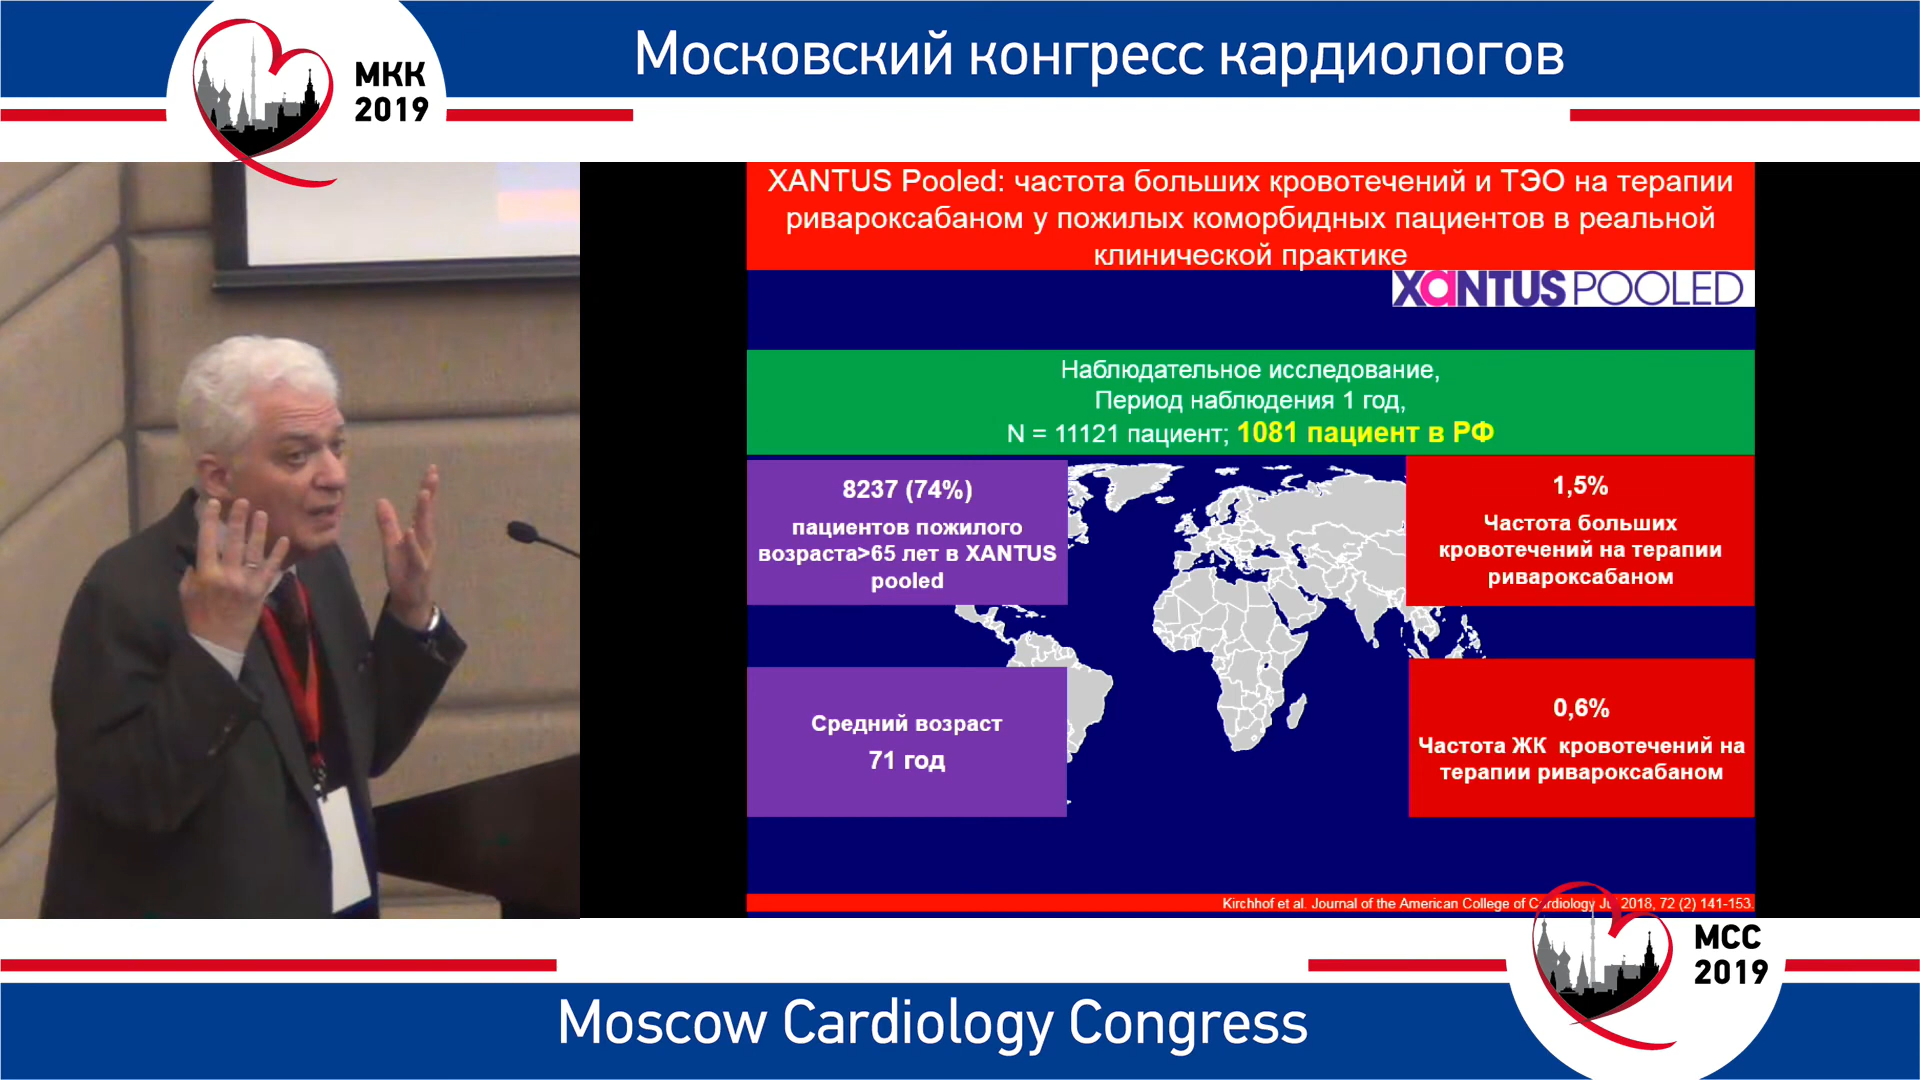 Московский конгресс кардиологов
МКК
2019
XANTUS Pooled: частота больших кровотечений и ТЭО на терапии
ривароксабаном у пожилых коморбидных пациентов в реальной
клинической практике
XANTUS POOLED
Наблюдательное исследование,
Период наблюдения 1 год,
N = 11121 пациент; 1081 пациент в РФ
8237 (74%)
пациентов пожилого
возраста>65 лет в XANTUS
pooled
1,5%
Частота больших
кровотечений на терапии
ривароксабаном
Средний возраст
71 год
0,6%
Частота ЖК кровотечений на
терапии ривароксабаном
Kirchhof et al. Journal of the American College of Cardiology Jul 2018, 72 (2) 141-153.
MCC
2019
Moscow Cardiology Congress